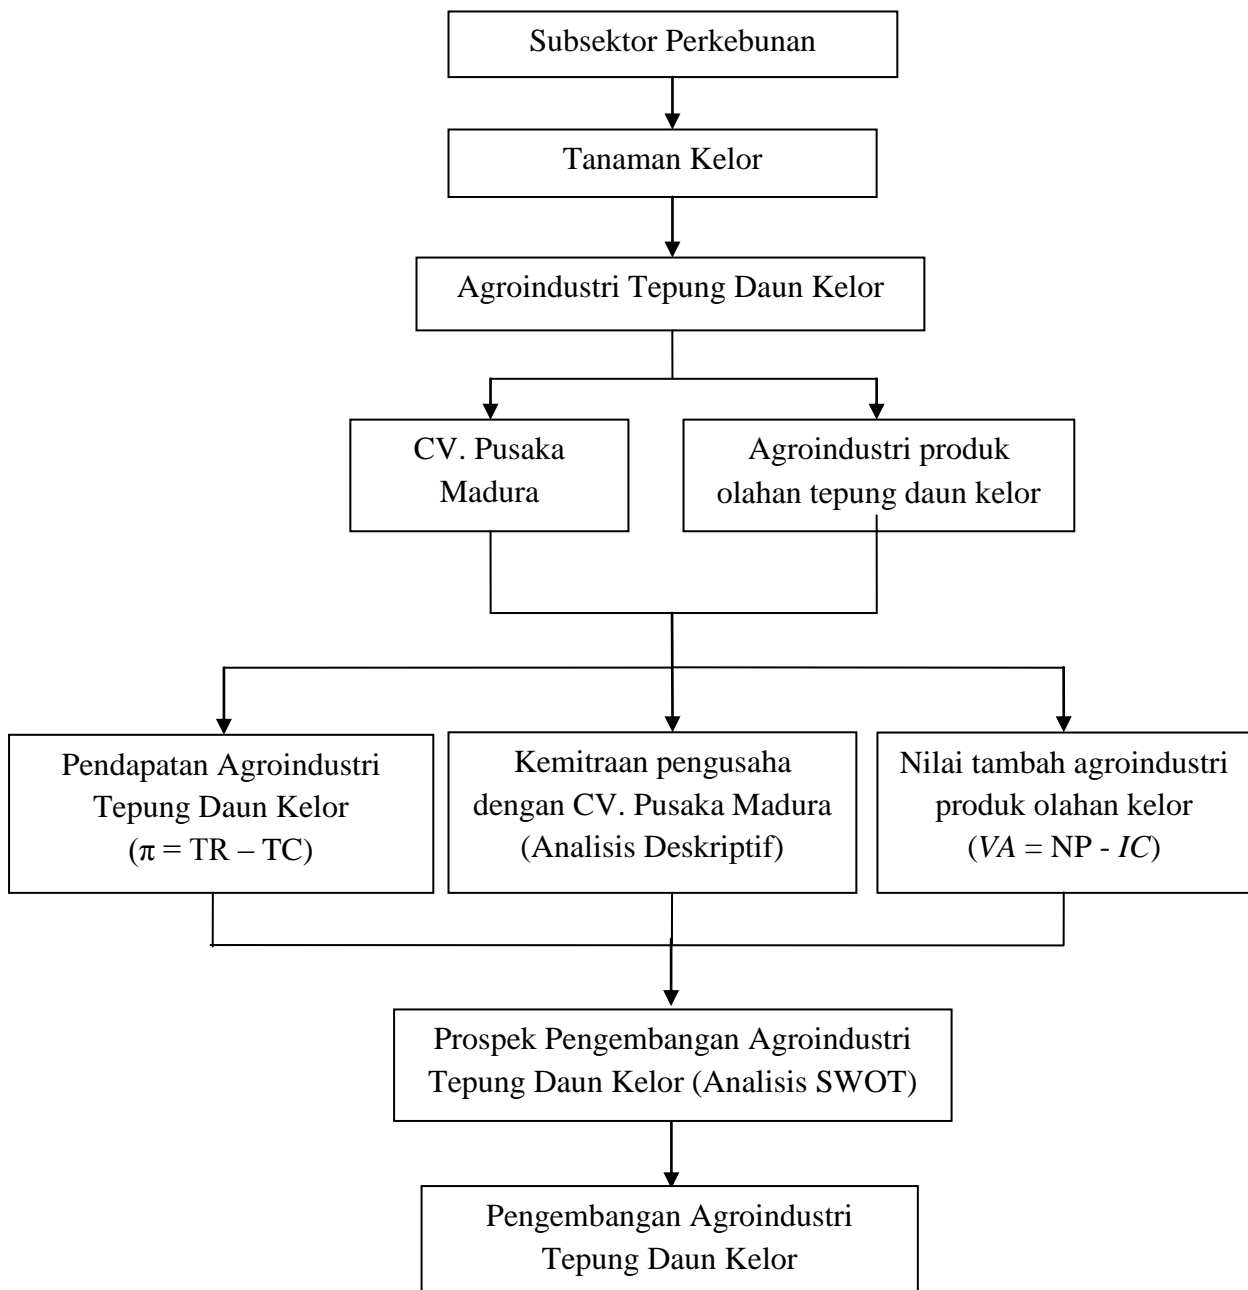 Subsektor Perkebunan
Tanaman Kelor
Agroindustri Tepung Daun Kelor
CV. Pusaka
Madura
Agroindustri produk
olahan tepung daun kelor
Pendapatan Agroindustri
Tepung Daun Kelor
(π = TR – TC)
Kemitraan pengusaha
dengan CV. Pusaka Madura
(Analisis Deskriptif)
Nilai tambah agroindustri
produk olahan kelor
(VA = NP - IC)
Prospek Pengembangan Agroindustri
Tepung Daun Kelor (Analisis SWOT)
Pengembangan Agroindustri
Tepung Daun Kelor